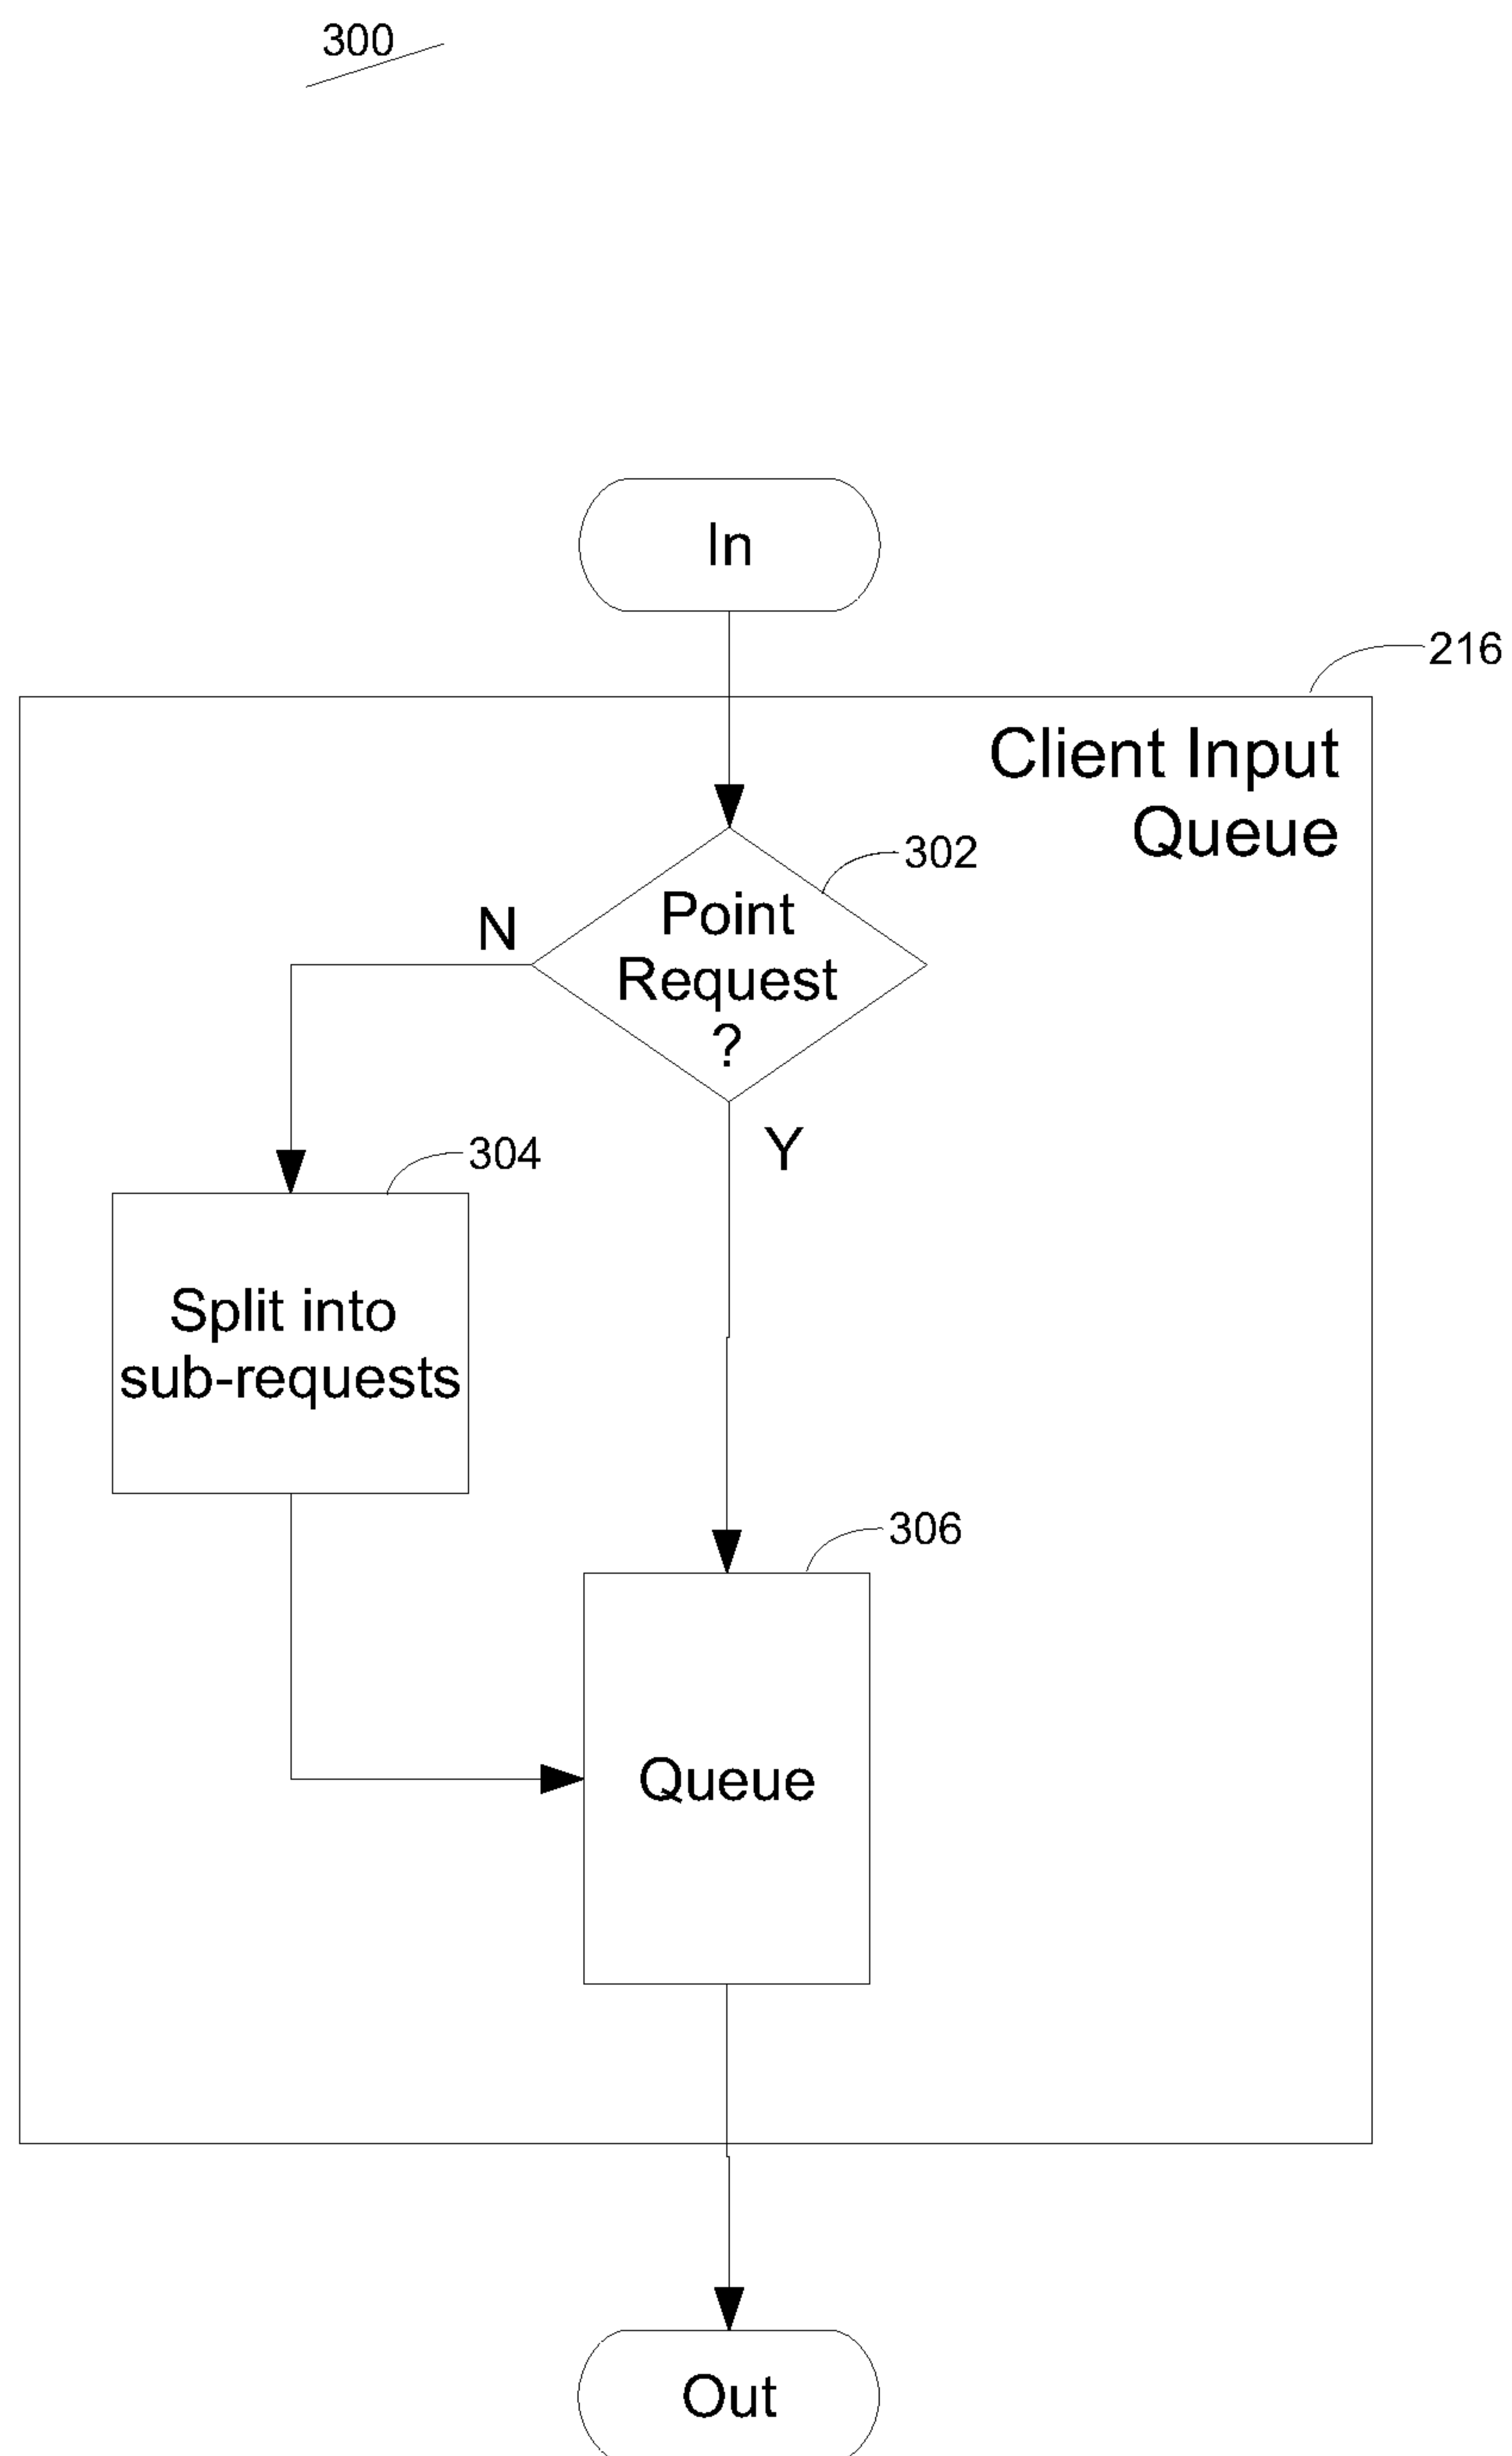 300
In
216
Client Input
Queue
302
Point
Request
?
N
Y
304
Split into
sub-requests
306
Queue
Out